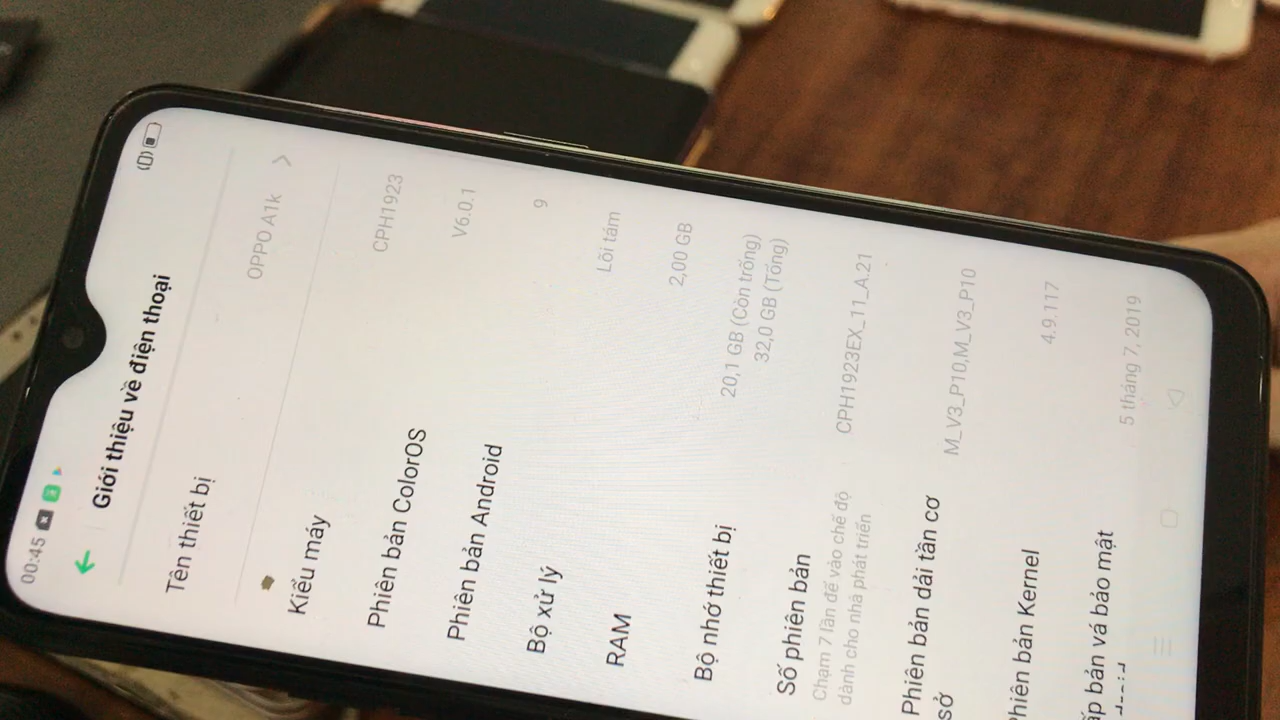 00:45
Giới thiệu về điện thoại
Tên thiết bị
OPPO A1k
Kiểu máy
CPH1923
Phiên bản ColorOS
V6.0.1
Phiên bản Android
9
Bộ xử lý
Lõi tám
RAM
2,00 GB
Bộ nhớ thiết bị
20,1 GB (Còn trống)
32,0 GB (Tổng)
Số phiên bản
Chạm 7 lần để vào chế độ
dành cho nhà phát triển
CPH1923EX_11_A.21
Phiên bản dải tần cơ
sở
M_V3_P10,M_V3_P10
Phiên bản Kernel
4.9.117
bản vá bảo mật
5 tháng 7, 2019